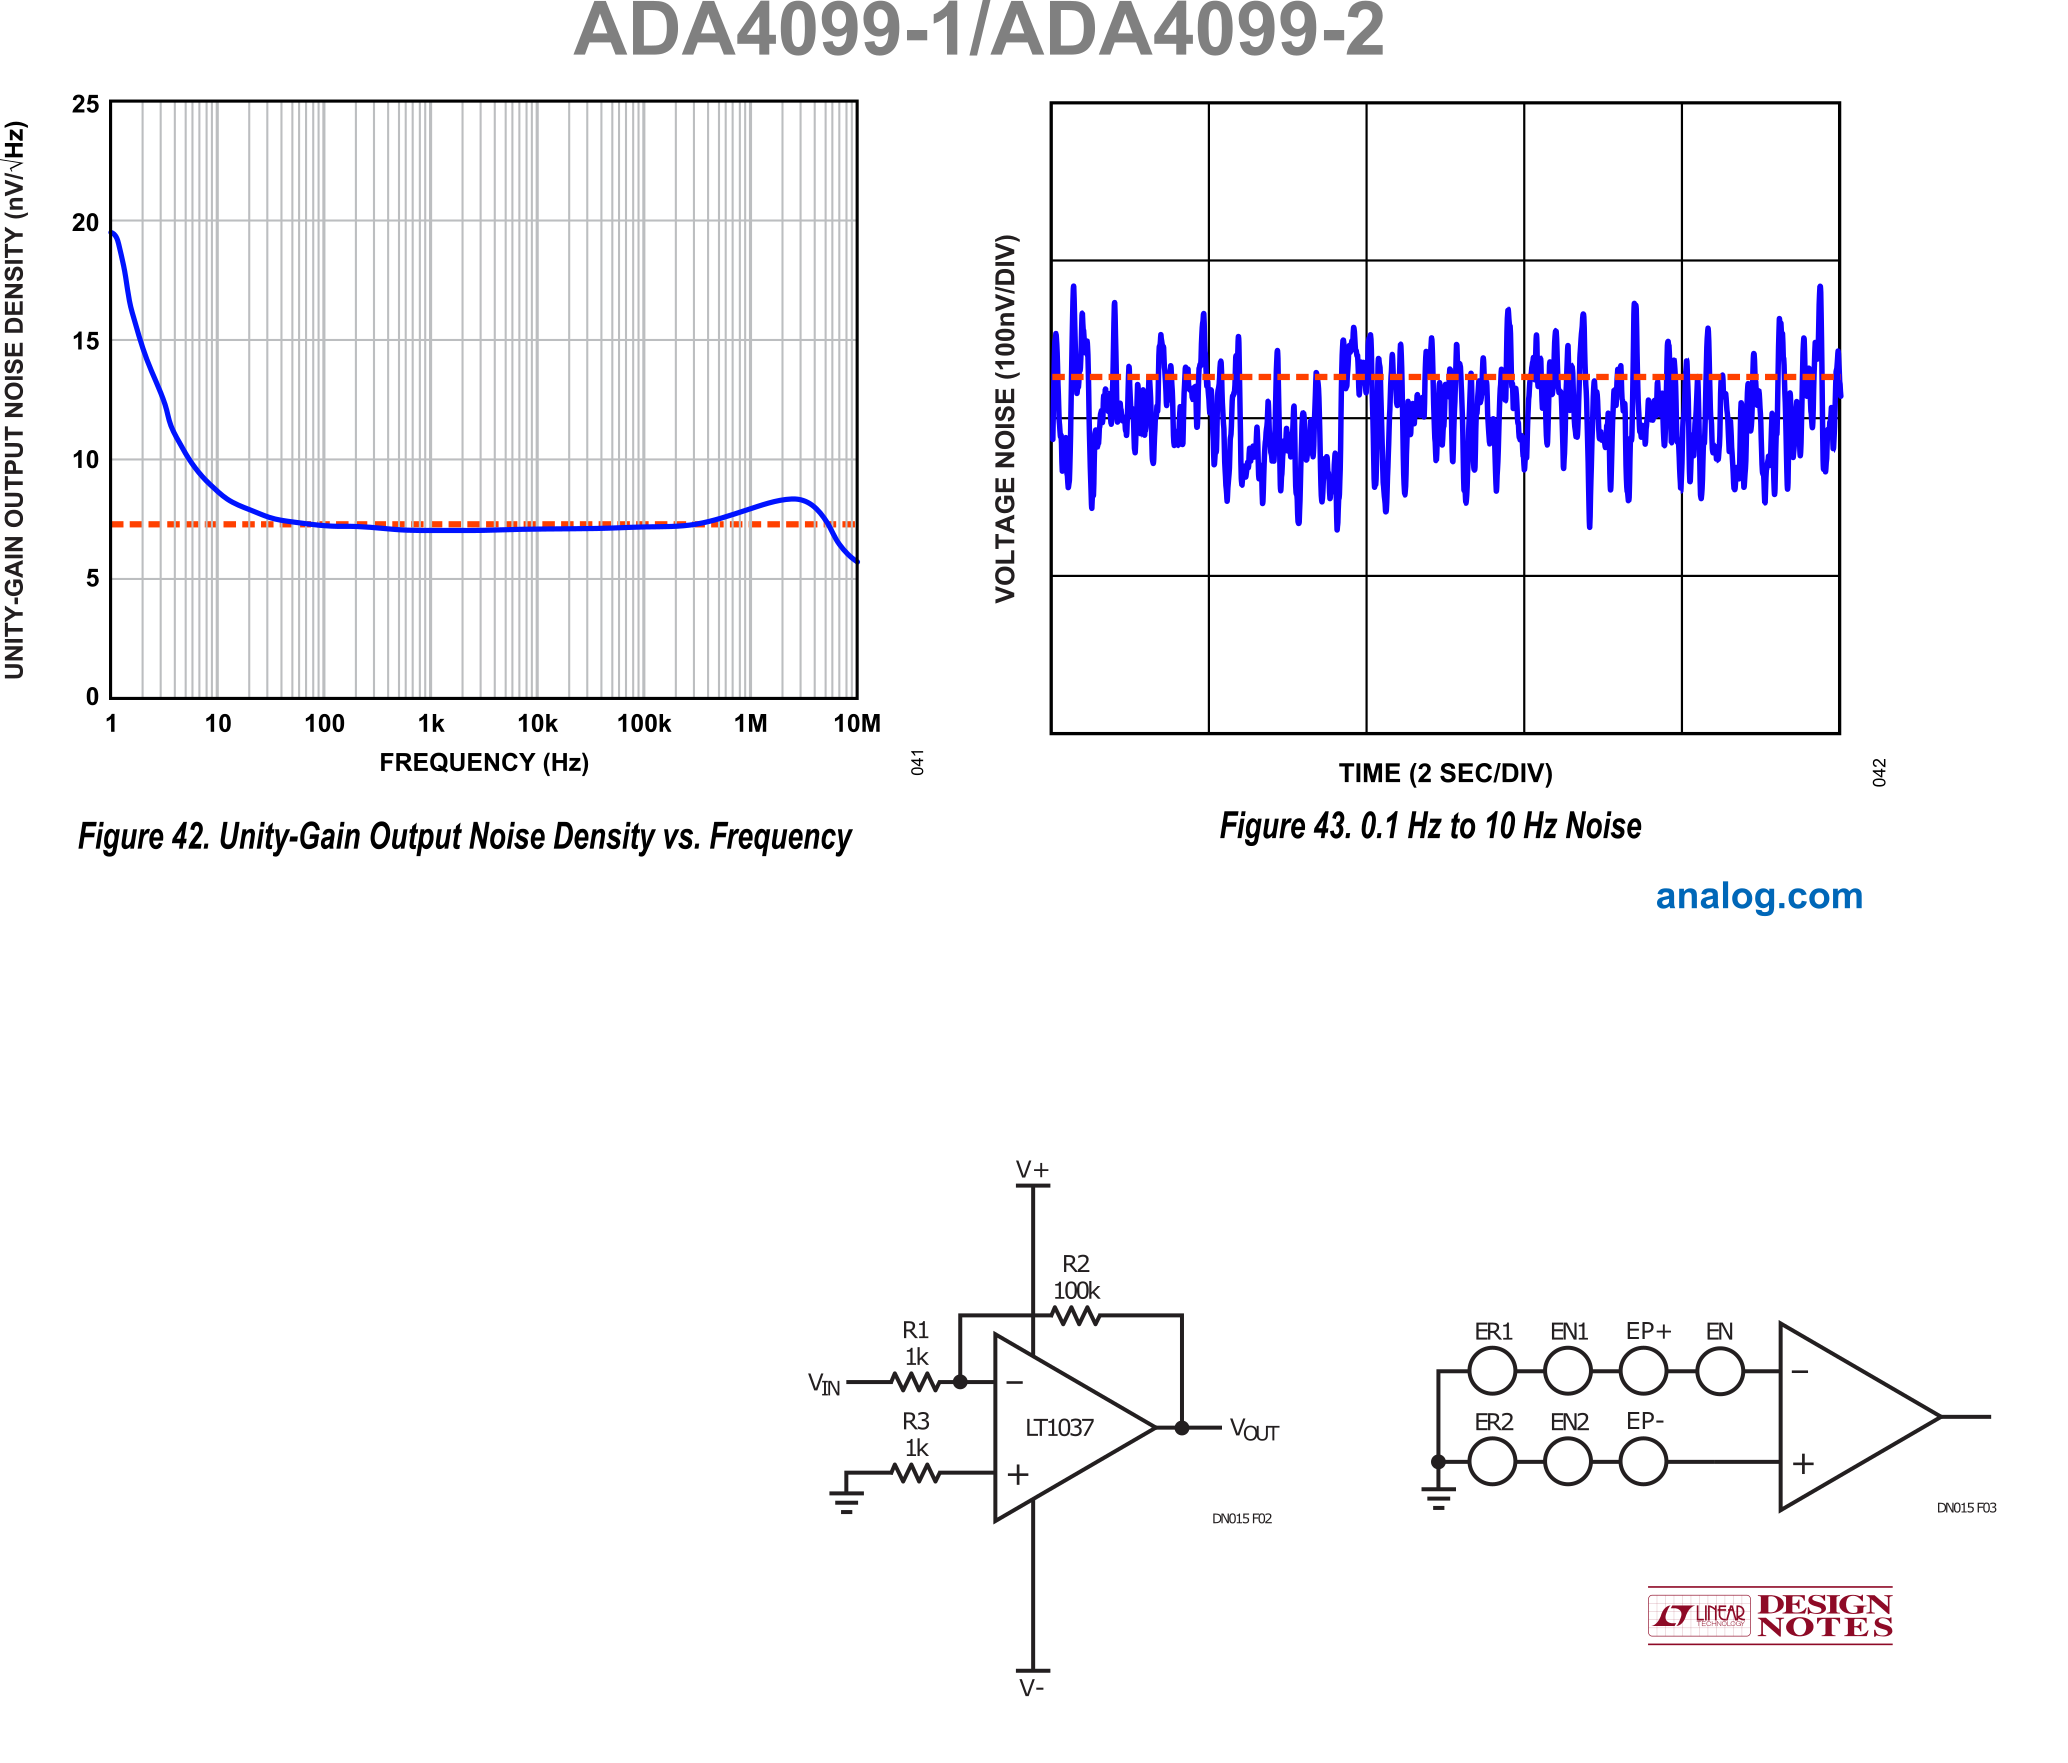 ADA4099-1/ADA4099-2
UNITY-GAIN OUTPUT NOISE DENSITY (nV/√Hz)
25
20
15
10
5
0
1 10 100 1k 10k 100k 1M 10M
FREQUENCY (Hz)
041
Figure 42. Unity-Gain Output Noise Density vs. Frequency
VOLTAGE NOISE (100nV/DIV)
TIME (2 SEC/DIV)
042
Figure 43. 0.1 Hz to 10 Hz Noise
analog.com
V+
R2
100k
R1
1k
VIN
−
R3
1k
LT1037
VOUT
+
DN015 F02
V-
ER1 EN1 EP+ EN
−
ER2 EN2 EP-
+
DN015 F03
LINEAR
TECHNOLOGY
DESIGN
NOTES